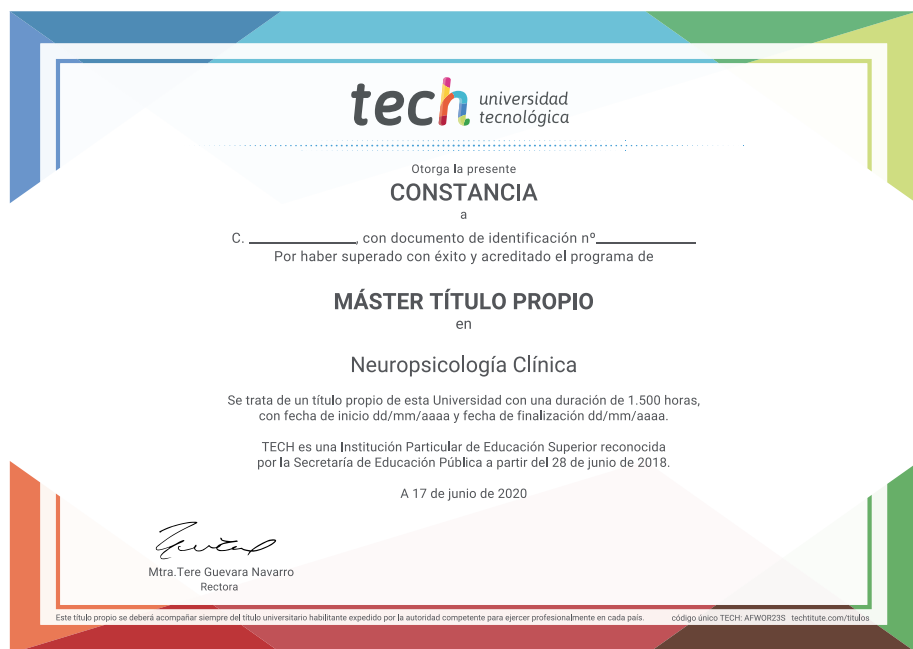 tech universidad
tecnológica
Otorga la presente
CONSTANCIA
a
C. ____________, con documento de identificación nº___________
Por haber superado con éxito y acreditado el programa de
MÁSTER TÍTULO PROPIO
en
Neuropsicología Clínica
Se trata de un título propio de esta Universidad con una duración de 1.500 horas,
con fecha de inicio dd/mm/aaaa y fecha de finalización dd/mm/aaaa.
TECH es una Institución Particular de Educación Superior reconocida
por la Secretaría de Educación Pública a partir del 28 de junio de 2018.
A 17 de junio de 2020
Mtra.Tere Guevara Navarro
Rectora
Este título propio se deberá acompañar siempre del título universitario habilitante expedido por la autoridad competente para ejercer profesionalmente en cada país. código único TECH: AFWOR23S techtitute.com/titulos